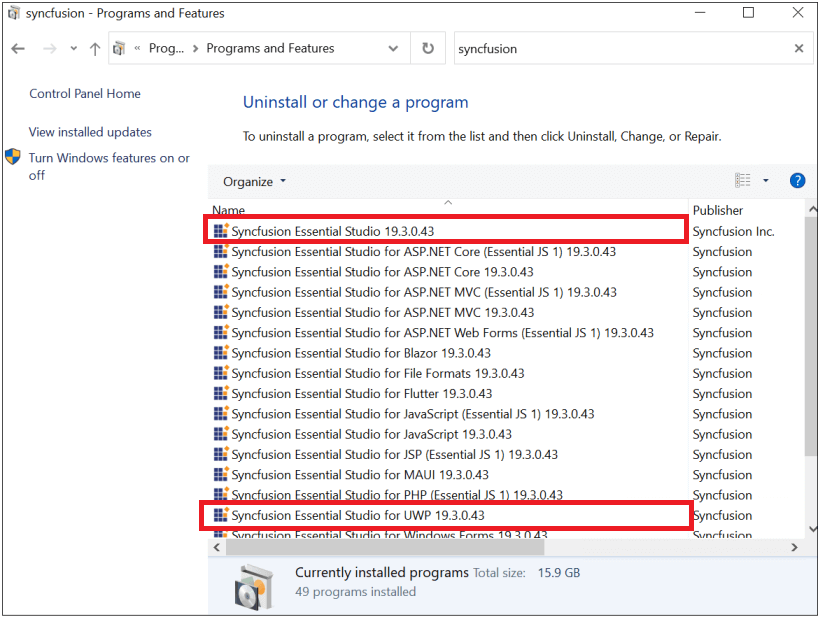 syncfusion - Programs and Features
« Prog... > Programs and Features
syncfusion
Control Panel Home
View installed updates
Turn Windows features on or
off
Uninstall or change a program
To uninstall a program, select it from the list and then click Uninstall, Change, or Repair.
Organize
?
Name Publisher
Syncfusion Essential Studio 19.3.0.43 Syncfusion Inc.
Syncfusion Essential Studio for ASP.NET Core (Essential JS 1) 19.3.0.43 Syncfusion
Syncfusion Essential Studio for ASP.NET Core 19.3.0.43 Syncfusion
Syncfusion Essential Studio for ASP.NET MVC (Essential JS 1) 19.3.0.43 Syncfusion
Syncfusion Essential Studio for ASP.NET MVC 19.3.0.43 Syncfusion
Syncfusion Essential Studio for ASP.NET Web Forms (Essential JS 1) 19.3.0.43 Syncfusion
Syncfusion Essential Studio for Blazor 19.3.0.43 Syncfusion
Syncfusion Essential Studio for File Formats 19.3.0.43 Syncfusion
Syncfusion Essential Studio for Flutter 19.3.0.43 Syncfusion
Syncfusion Essential Studio for JavaScript (Essential JS 1) 19.3.0.43 Syncfusion
Syncfusion Essential Studio for JavaScript 19.3.0.43 Syncfusion
Syncfusion Essential Studio for JSP (Essential JS 1) 19.3.0.43 Syncfusion
Syncfusion Essential Studio for MAUI 19.3.0.43 Syncfusion
Syncfusion Essential Studio for PHP (Essential JS 1) 19.3.0.43 Syncfusion
Syncfusion Essential Studio for UWP 19.3.0.43 Syncfusion
Syncfusion Essential Studio for Windows Forms 19.3.0.43 Syncfusion
Currently installed programs Total size: 15.9 GB
49 programs installed